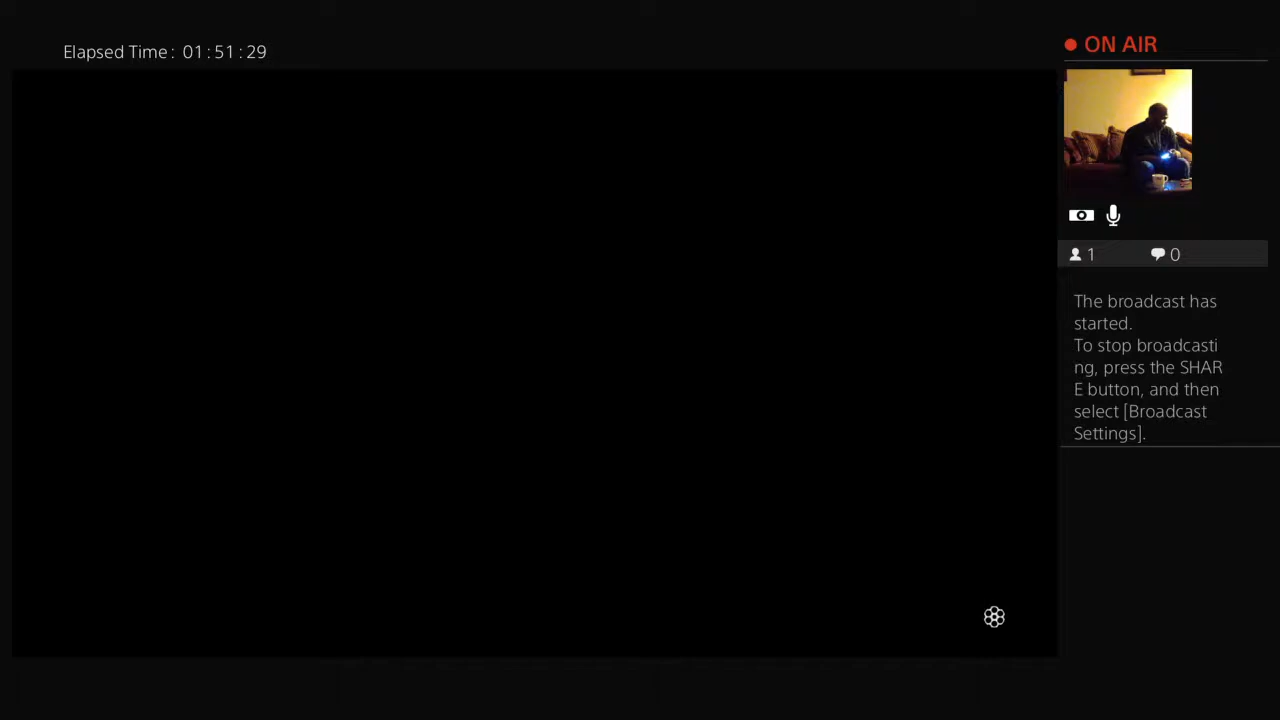 Elapsed Time: 01:51:29
ON AIR
1 0
The broadcast has
started.
To stop broadcasti
ng, press the SHAR
E button, and then
select [Broadcast
Settings].